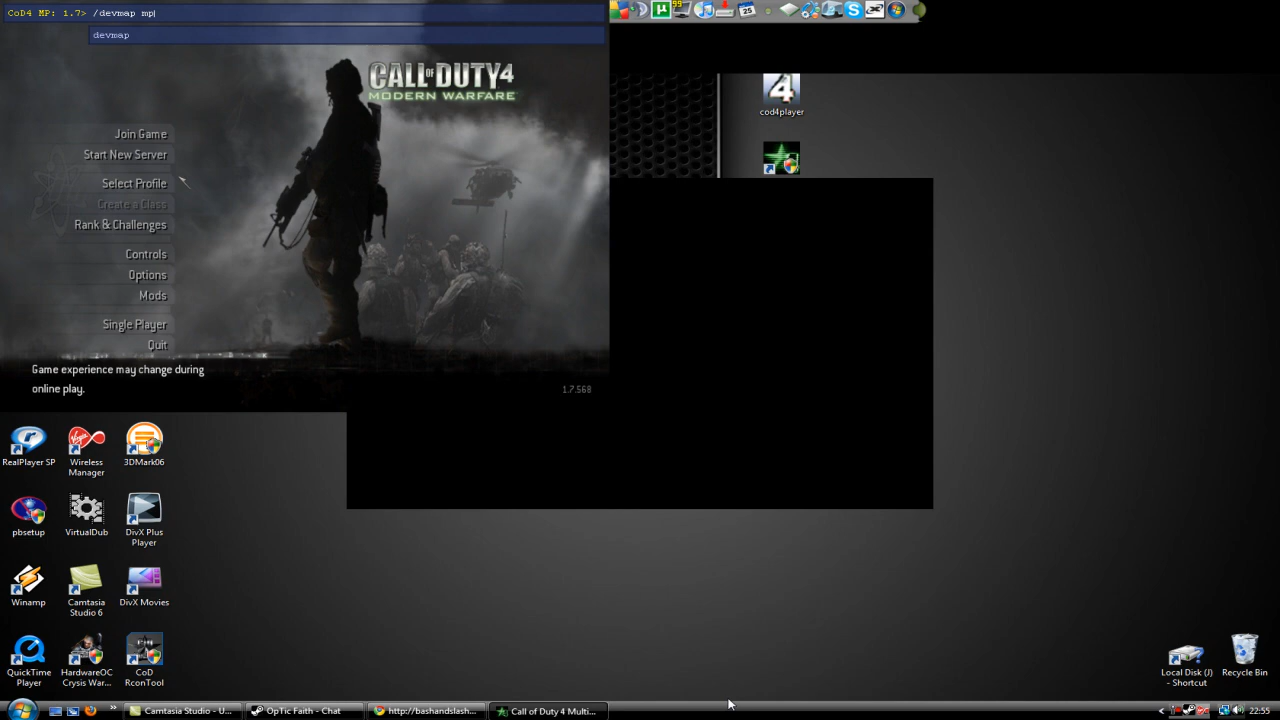 CoD4 MP: 1.7> /devmap mp
devmap
99
25
CALL OF DUTY 4
MODERN WARFARE
4
cod4player
Join Game
Start New Server
Select Profile
Create a Class
Rank & Challenges
Controls
Options
Mods
Single Player
Quit
Game experience may change during
online play.
1.7.568
RealPlayer SP
Wireless
Manager
3DMark06
pbsetup
VirtualDub
DivX Plus
Player
Winamp
Camtasia
Studio 6
DivX Movies
QuickTime
Player
HardwareOC
Crysis War...
CoD
RconTool
Local Disk (J)
- Shortcut
Recycle Bin
Camtasia Studio - U...
OpTic Faith - Chat
http://bashandslash...
Call of Duty 4 Multi...
22:55